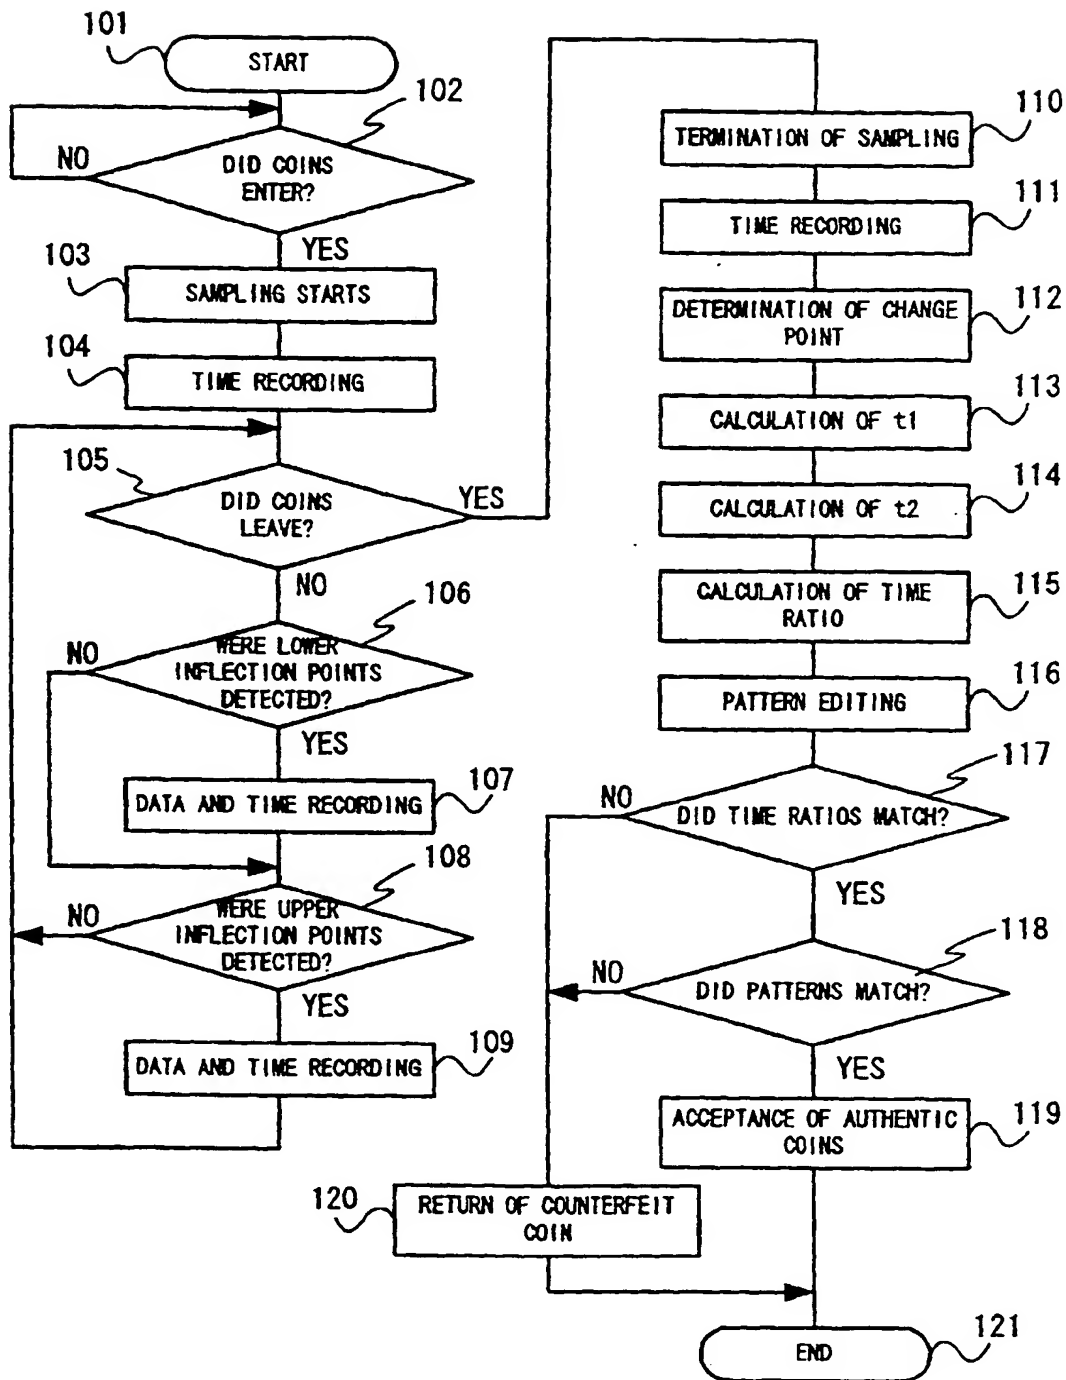 101
START
102
NO
DID COINS
ENTER?
YES
103
SAMPLING STARTS
104
TIME RECORDING
105
DID COINS
LEAVE?
YES
NO
106
NO
WERE LOWER
INFLECTION POINTS
DETECTED?
YES
107
DATA AND TIME RECORDING
108
NO
WERE UPPER
INFLECTION POINTS
DETECTED?
YES
109
DATA AND TIME RECORDING
110
TERMINATION OF SAMPLING
111
TIME RECORDING
112
DETERMINATION OF CHANGE
POINT
113
CALCULATION OF t1
114
CALCULATION OF t2
115
CALCULATION OF TIME
RATIO
116
PATTERN EDITING
117
NO
DID TIME RATIOS MATCH?
YES
118
NO
DID PATTERNS MATCH?
YES
119
ACCEPTANCE OF AUTHENTIC
COINS
120
RETURN OF COUNTERFEIT
COIN
121
END